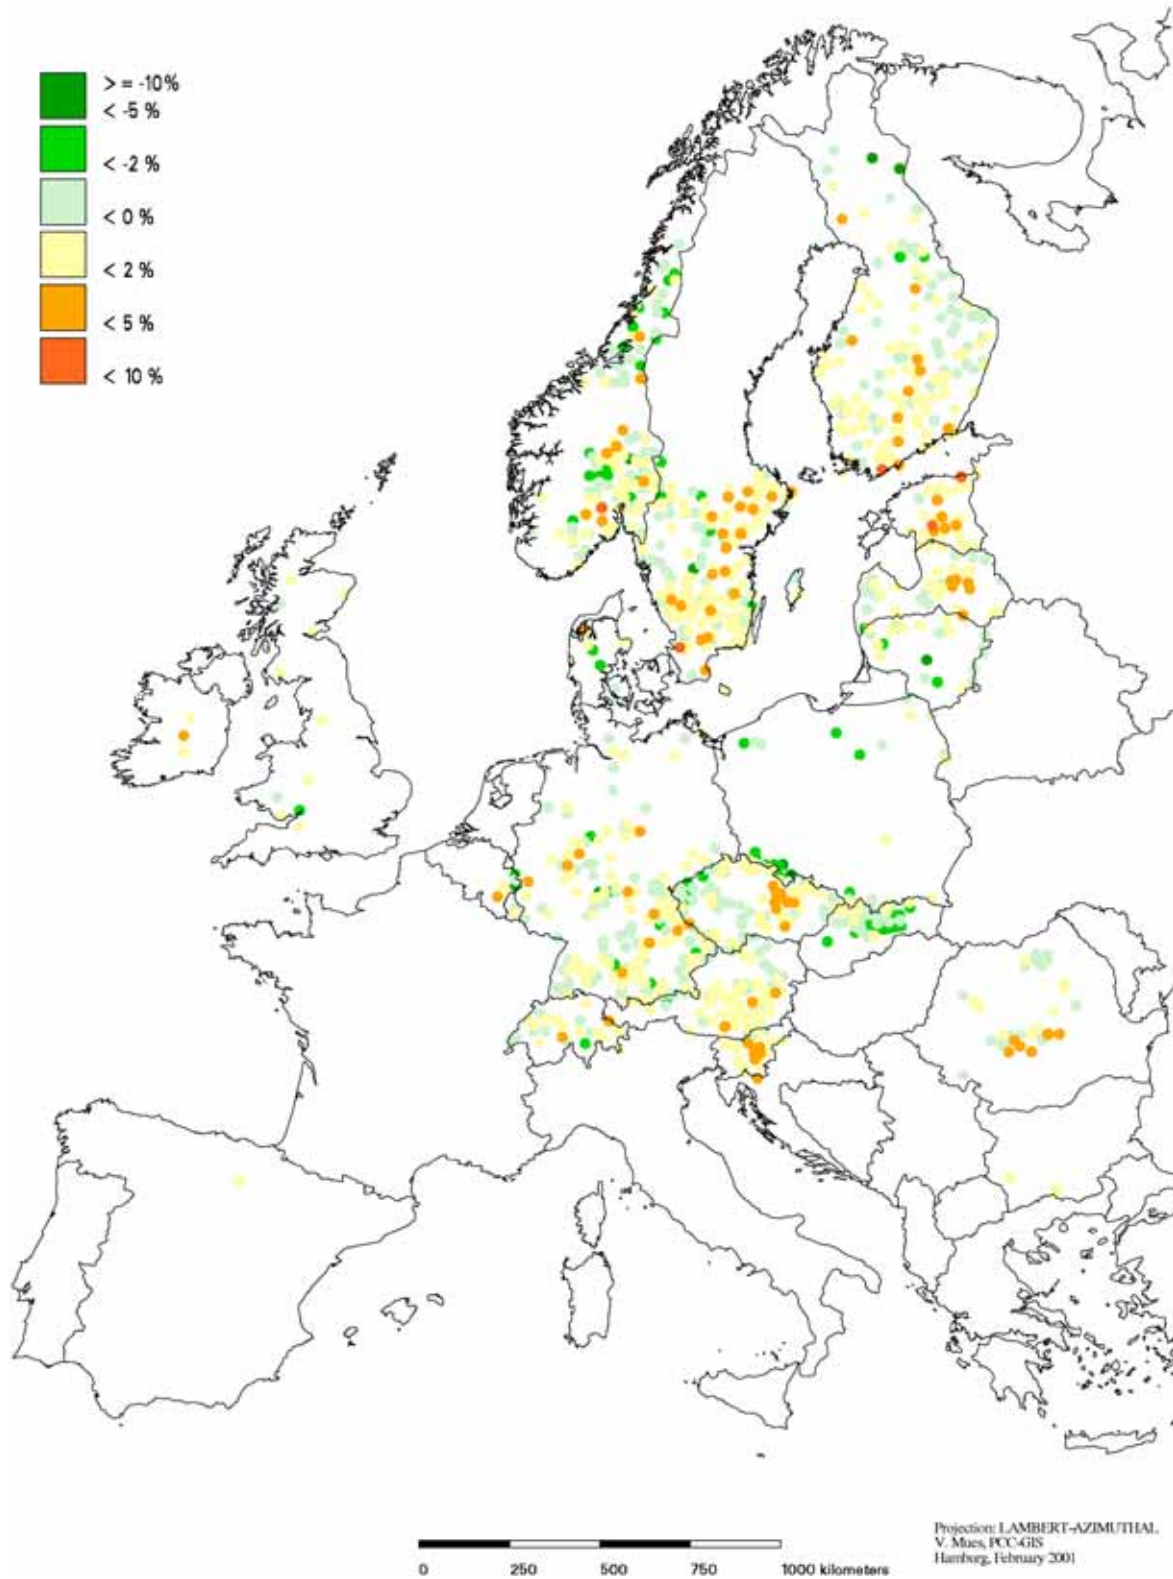 > = -10 %
< -5 %
< -2 %
< 0 %
< 2 %
< 5 %
< 10 %
0 250 500 750 1000 kilometers
Projection: LAMBERT-AZIMUTHAL
V. Mues, PCC-GIS
Hamburg, February 2001